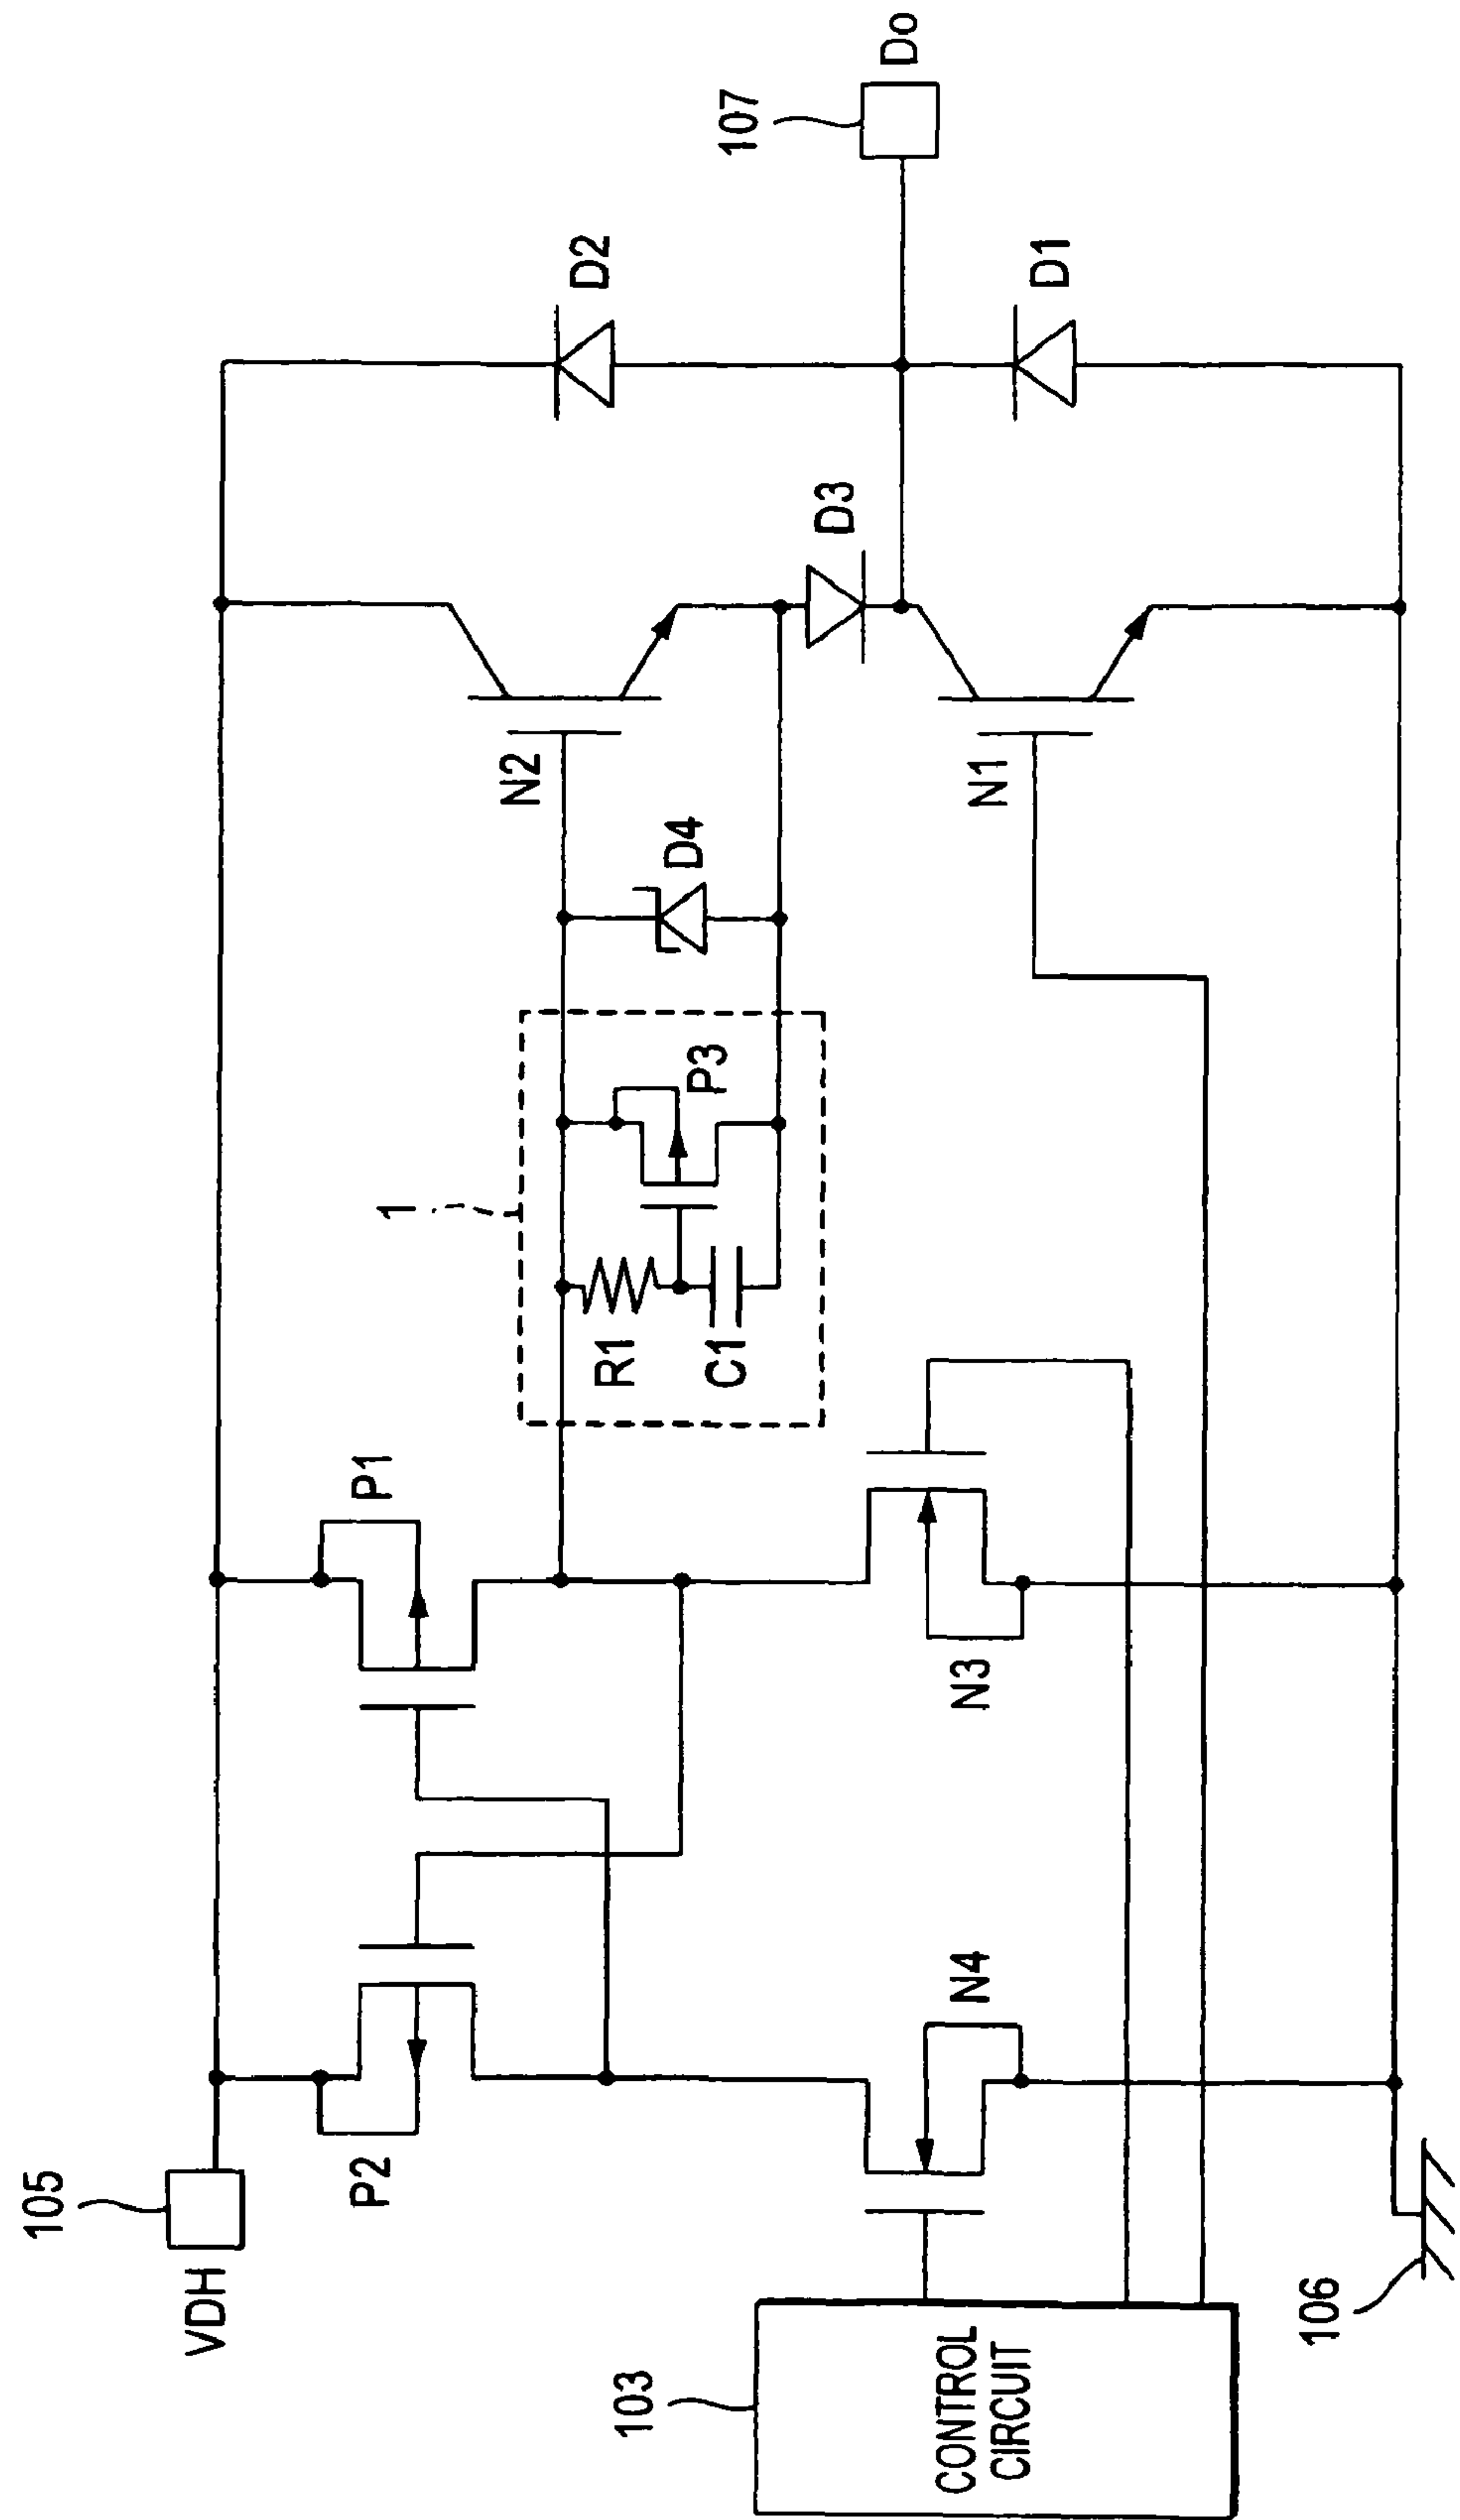 105
VDH
P2
P1
1
R1
C1
P3
D4
N2
D3
D2
107
Do
D1
N1
N3
N4
103
CONTROL
CIRCUIT
106